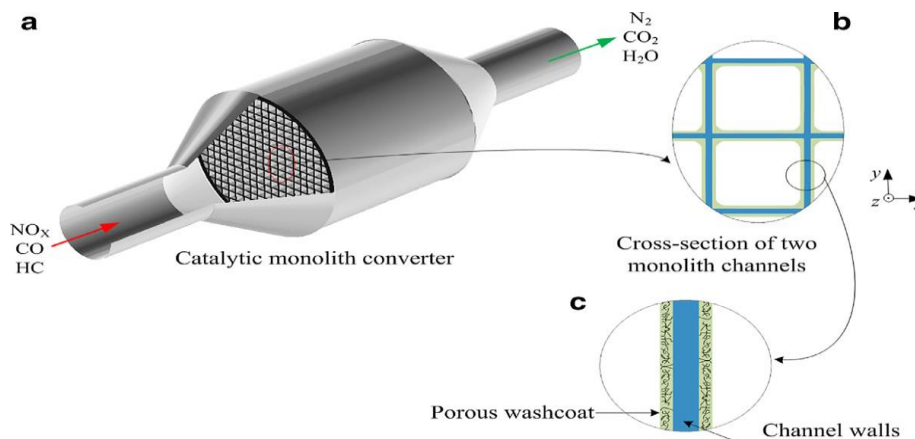 a
N₂
CO₂
H₂O
b
NOX
CO
HC
Catalytic monolith converter
y
z
Cross-section of two
monolith channels
c
Porous washcoat
Channel walls